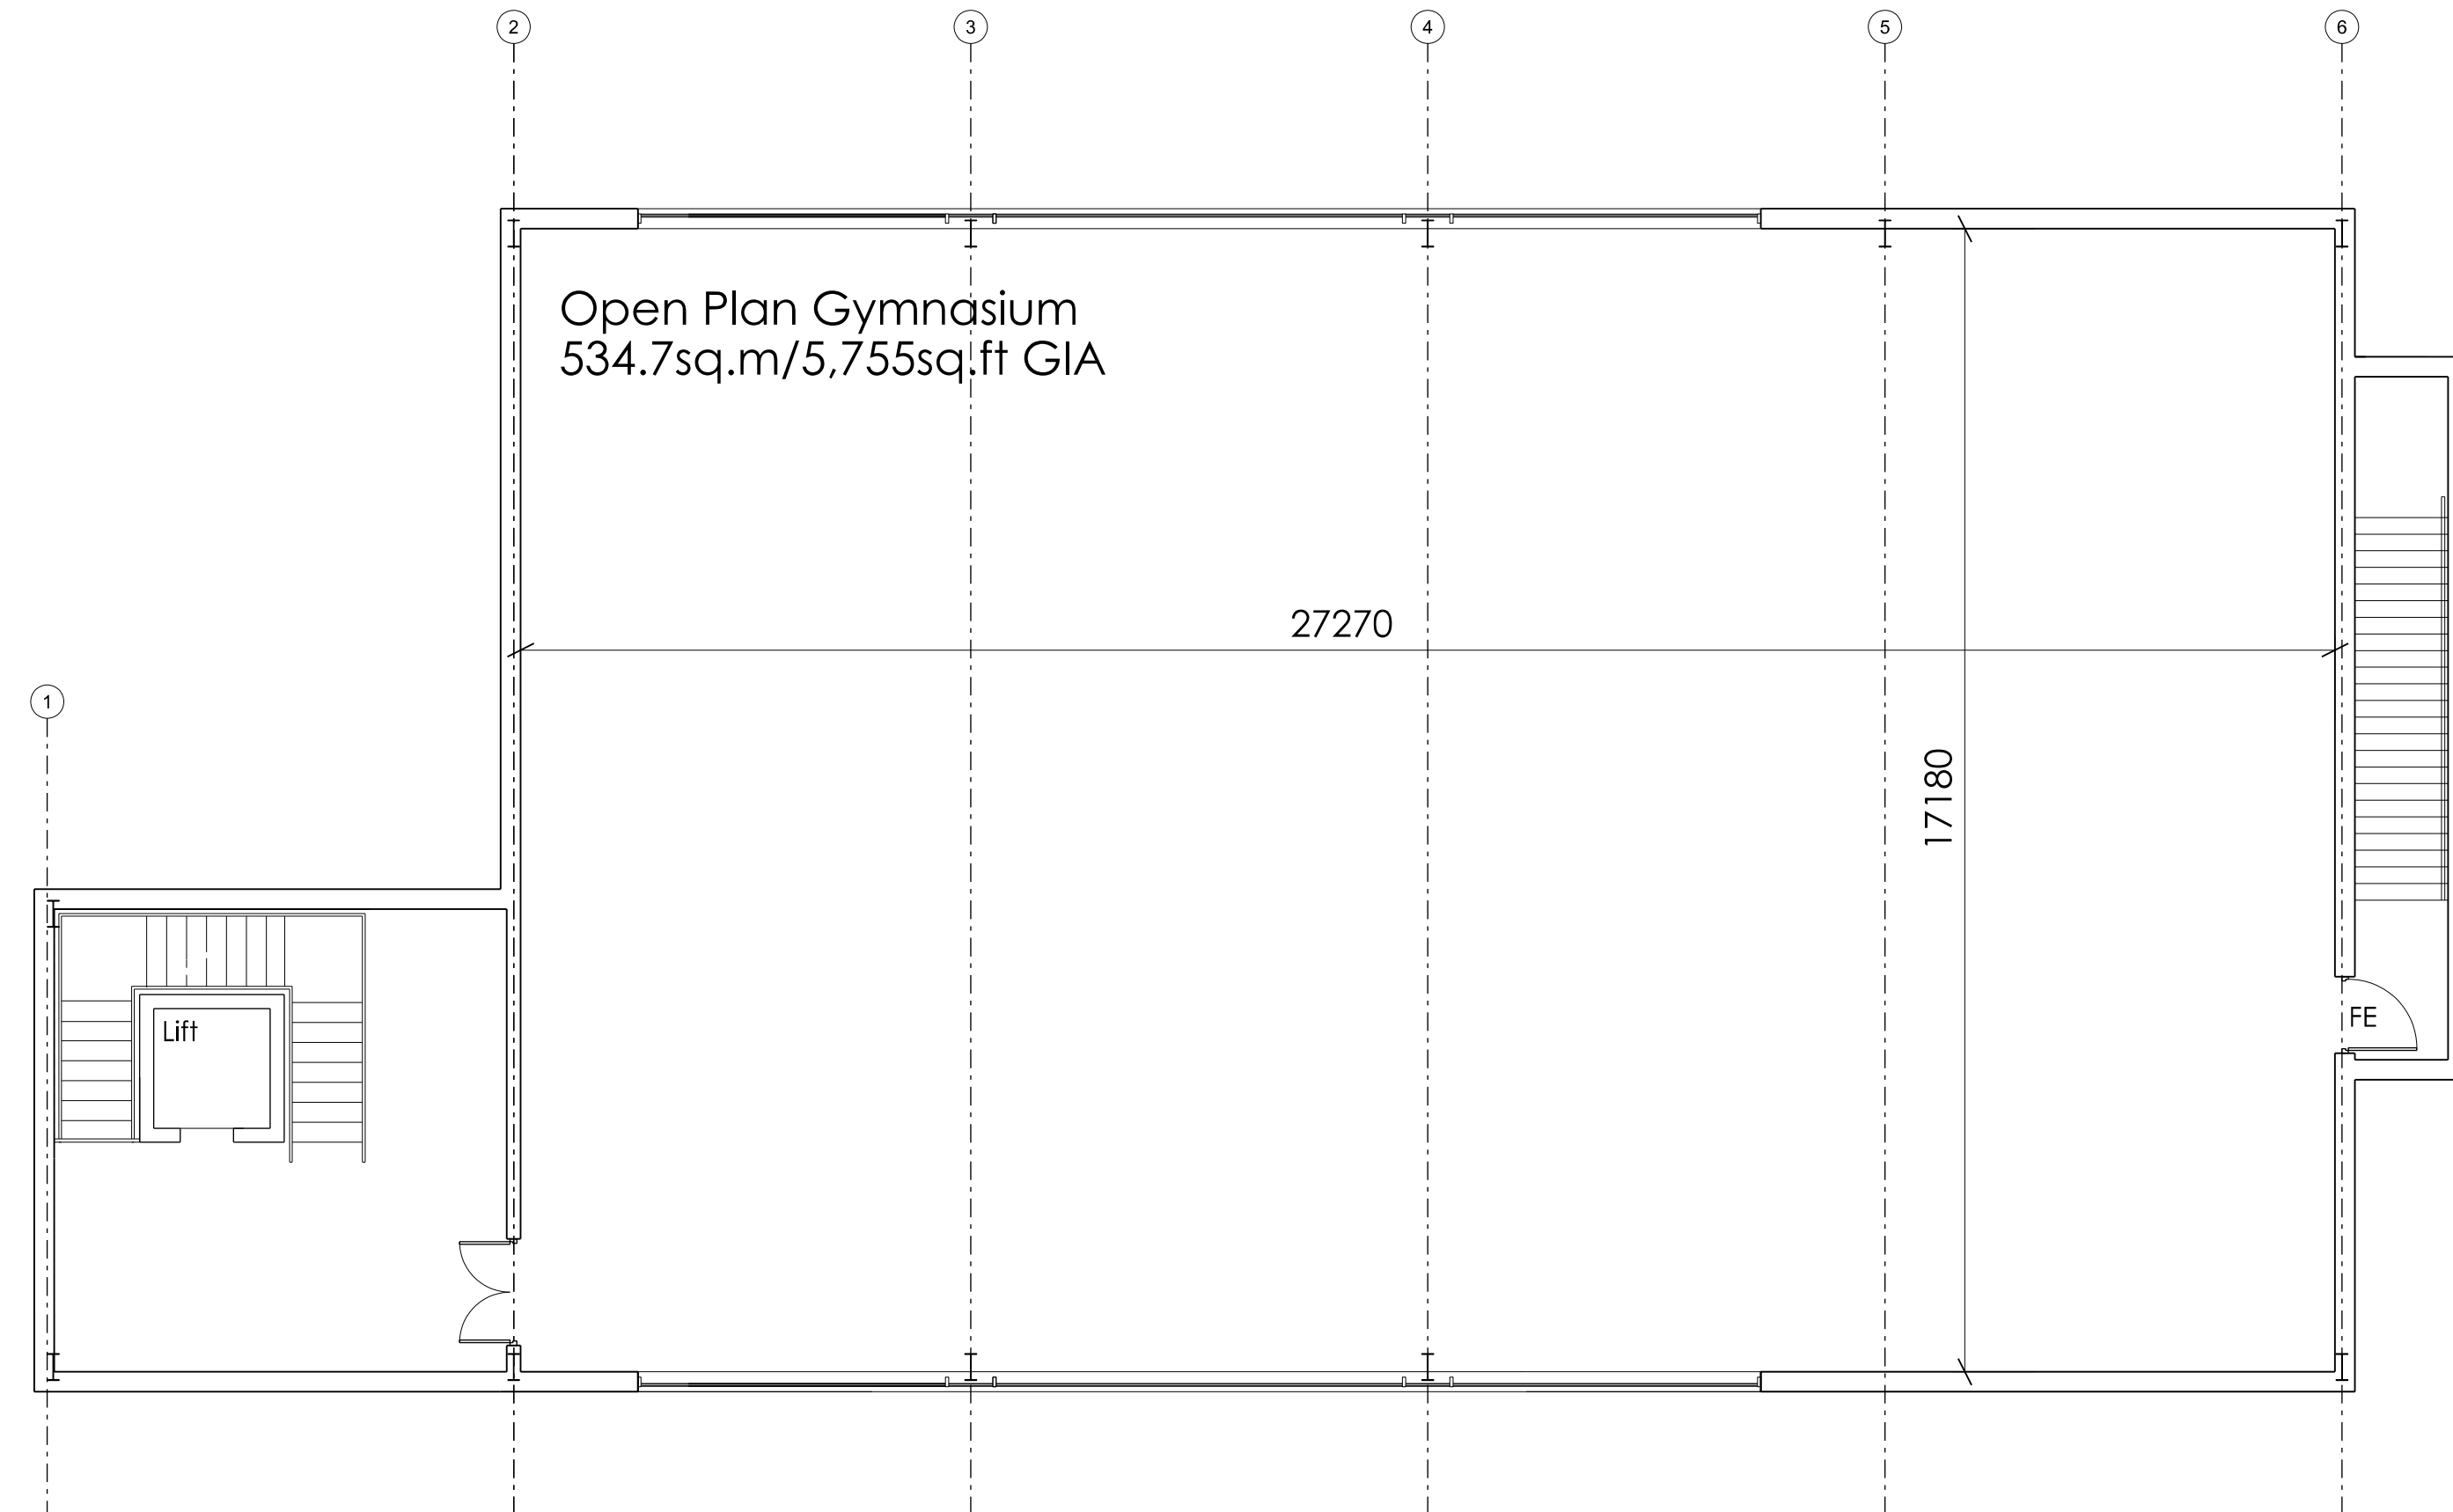 2
3
4
5
6
Open Plan Gymnasium
534.7sq.m/5,755sq.ft GIA
27270
1
17180
Lift
FE